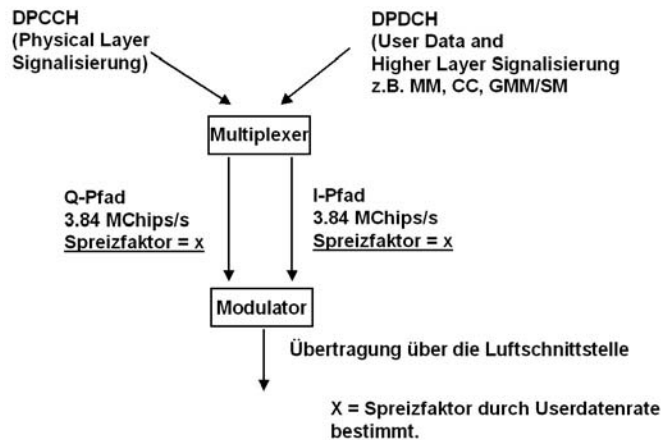 DPCCH
(Physical Layer
Signalisierung)
DPDCH
(User Data and
Higher Layer Signalisierung
z.B. MM, CC, GMM/SM
Multiplexer
Q-Pfad
3.84 MChips/s
Spreizfaktor = x
I-Pfad
3.84 MChips/s
Spreizfaktor = x
Modulator
Übertragung über die Luftschnittstelle
X = Spreizfaktor durch Userdatenrate
bestimmt.